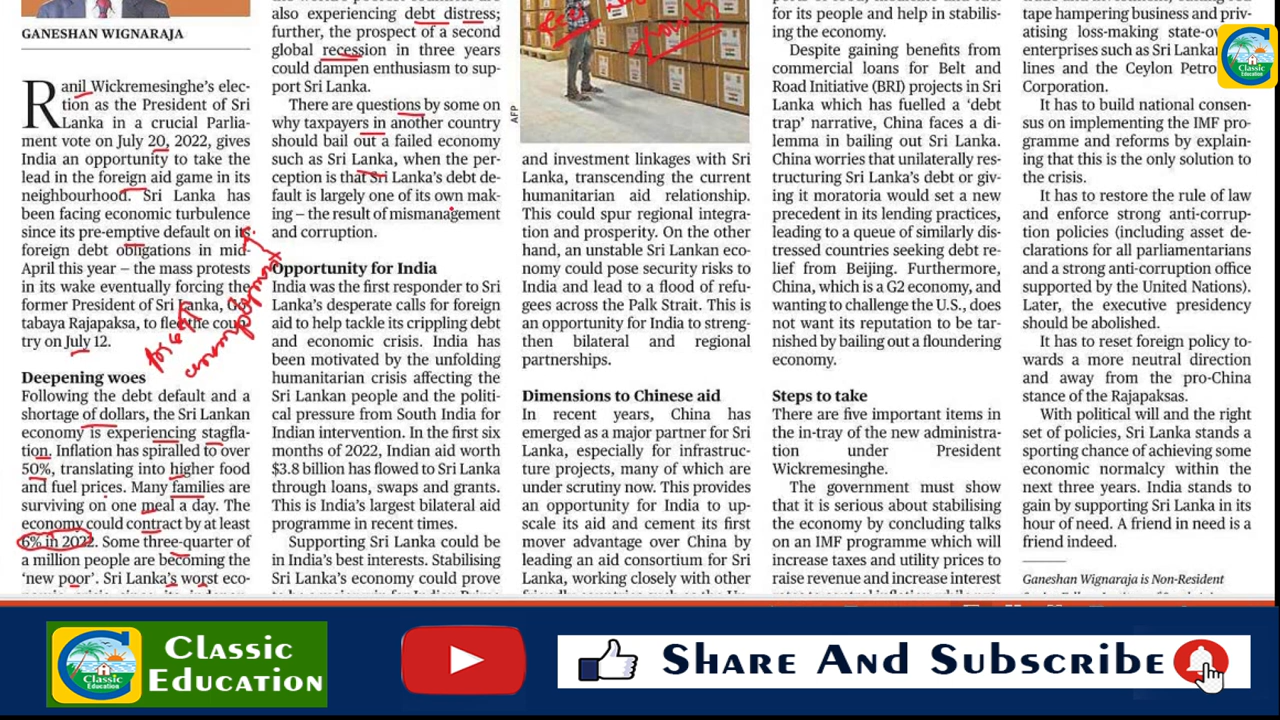 GANESHAN WIGNARAJA
Ranil Wickremesinghe's elec-
tion as the President of Sri
Lanka in a crucial Parlia-
ment vote on July 20, 2022, gives
India an opportunity to take the
lead in the foreign aid game in its
neighbourhood. Sri Lanka has
been facing economic turbulence
since its pre-emptive default on its
foreign debt obligations in mid-
April this year – the mass protests
in its wake eventually forcing the
former President of Sri Lanka, Go-
tabaya Rajapaksa, to flee the coun-
try on July 12.
Deepening woes
Following the debt default and a
shortage of dollars, the Sri Lankan
economy is experiencing stagfla-
tion. Inflation has spiralled to over
50%, translating into higher food
and fuel prices. Many families are
surviving on one meal a day. The
economy could contract by at least
6% in 2022. Some three-quarter of
a million people are becoming the
'new poor'. Sri Lanka's worst eco-
also experiencing debt distress;
further, the prospect of a second
global recession in three years
could dampen enthusiasm to sup-
port Sri Lanka.
There are questions by some on
why taxpayers in another country
should bail out a failed economy
such as Sri Lanka, when the per-
ception is that Sri Lanka's debt de-
fault is largely one of its own mak-
ing – the result of mismanagement
and corruption.
Opportunity for India
India was the first responder to Sri
Lanka's desperate calls for foreign
aid to help tackle its crippling debt
and economic crisis. India has
been motivated by the unfolding
humanitarian crisis affecting the
Sri Lankan people and the politi-
cal pressure from South India for
Indian intervention. In the first six
months of 2022, Indian aid worth
$3.8 billion has flowed to Sri Lanka
through loans, swaps and grants.
This is India's largest bilateral aid
programme in recent times.
Supporting Sri Lanka could be
in India's best interests. Stabilising
Sri Lanka's economy could prove
AFP
and investment linkages with Sri
Lanka, transcending the current
humanitarian aid relationship.
This could spur regional integra-
tion and prosperity. On the other
hand, an unstable Sri Lankan eco-
nomy could pose security risks to
India and lead to a flood of refu-
gees across the Palk Strait. This is
an opportunity for India to streng-
then bilateral and regional
partnerships.
Dimensions to Chinese aid
In recent years, China has
emerged as a major partner for Sri
Lanka, especially for infrastruc-
ture projects, many of which are
under scrutiny now. This provides
an opportunity for India to up-
scale its aid and cement its first
mover advantage over China by
leading an aid consortium for Sri
Lanka, working closely with other
for its people and help in stabilis-
ing the economy.
Despite gaining benefits from
commercial loans for Belt and
Road Initiative (BRI) projects in Sri
Lanka which has fuelled a 'debt
trap' narrative, China faces a di-
lemma in bailing out Sri Lanka.
China worries that unilaterally res-
tructuring Sri Lanka's debt or giv-
ing it moratoria would set a new
precedent in its lending practices,
leading to a queue of similarly dis-
tressed countries seeking debt re-
lief from Beijing. Furthermore,
China, which is a G2 economy, and
wanting to challenge the U.S., does
not want its reputation to be tar-
nished by bailing out a floundering
economy.
Steps to take
There are five important items in
the in-tray of the new administra-
tion under President
Wickremesinghe.
The government must show
that it is serious about stabilising
the economy by concluding talks
on an IMF programme which will
increase taxes and utility prices to
raise revenue and increase interest
tape hampering business and priv-
atising loss-making state-ow
enterprises such as Sri Lankan
lines and the Ceylon Petro
Corporation.
It has to build national consen-
sus on implementing the IMF pro-
gramme and reforms by explain-
ing that this is the only solution to
the crisis.
It has to restore the rule of law
and enforce strong anti-corrup-
tion policies (including asset de-
clarations for all parliamentarians
and a strong anti-corruption office
supported by the United Nations).
Later, the executive presidency
should be abolished.
It has to reset foreign policy to-
wards a more neutral direction
and away from the pro-China
stance of the Rajapaksas.
With political will and the right
set of policies, Sri Lanka stands a
sporting chance of achieving some
economic normalcy within the
next three years. India stands to
gain by supporting Sri Lanka in its
hour of need. A friend in need is a
friend indeed.
Ganeshan Wignaraja is Non-Resident
Classic
Education
Classic
Education
Classic
Education
Share And Subscribe